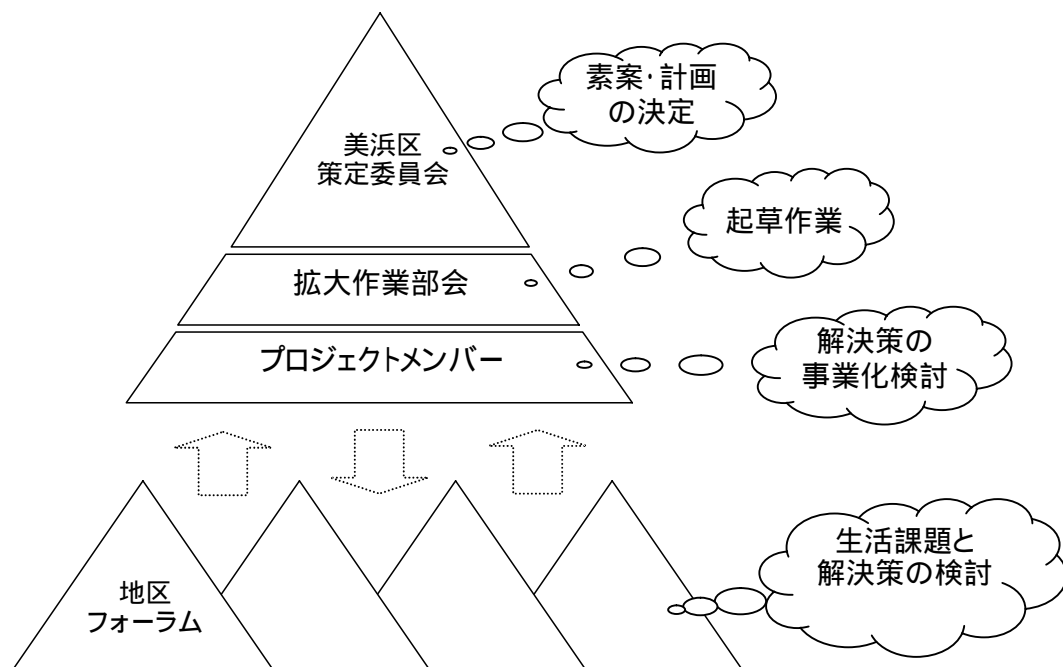 素案・計画
の決定
美浜区
策定委員会
起草作業
拡大作業部会
解決策の
事業化検討
プロジェクトメンバー
生活課題と
解決策の検討
地区
フォーラム